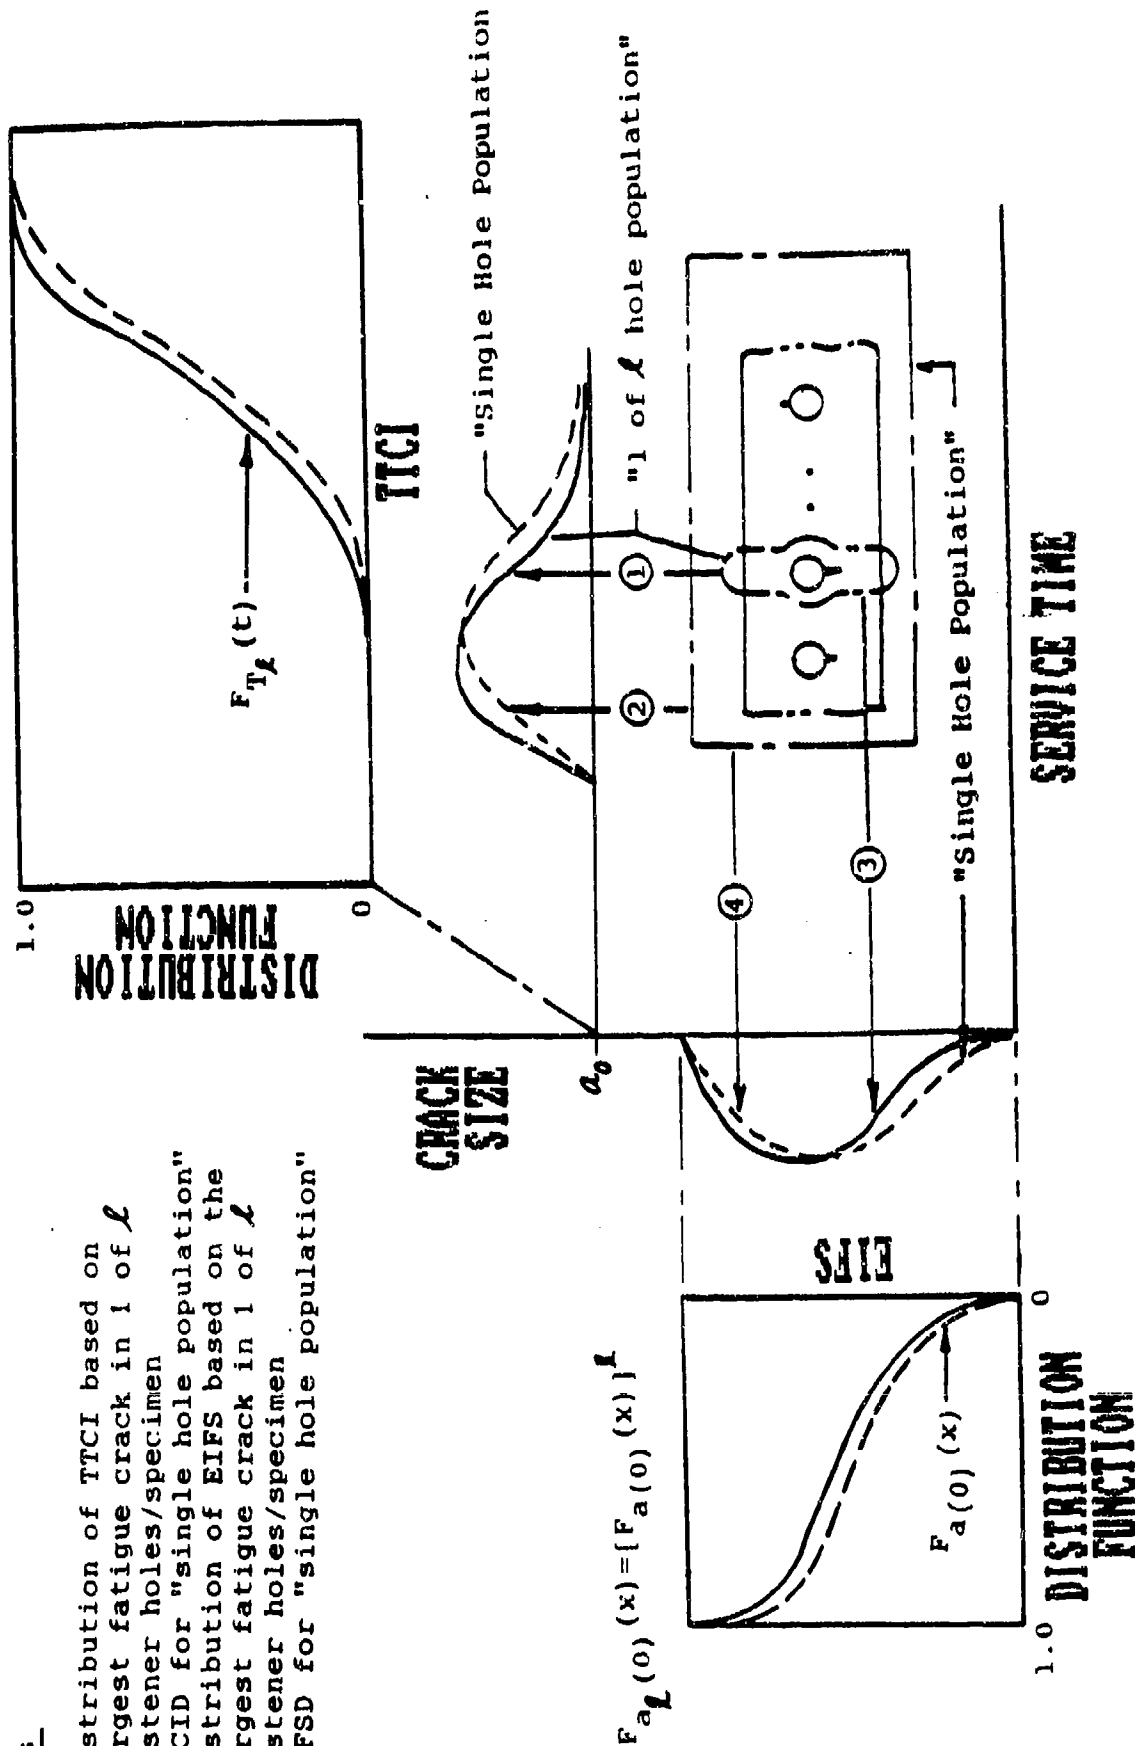 stribution of TTCI based on
rgest fatigue crack in 1 of ℓ
stener holes/specimen
CID for "single hole population"
stribution of EIFS based on the
rgest fatigue crack in 1 of ℓ
stener holes/specimen
FSD for "single hole population"
1.0
DISTRIBUTION
FUNCTION
0
F_Tℓ(t)
TTCI
CRACK
SIZE
a₀
"Single Hole Population
"1 of ℓ hole population"
①
②
③
④
"Single Hole Population"
SERVICE TIME
EIFS
F_aℓ(0)(x)=[F_a(0)(x)]^ℓ
F_a(0)(x)
1.0
0
DISTRIBUTION
FUNCTION